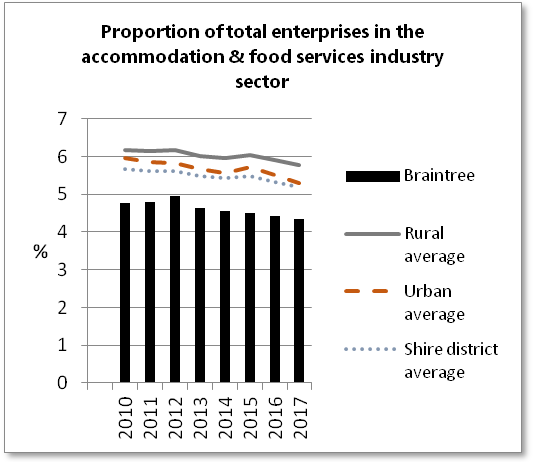 Proportion of total enterprises in the
accommodation & food services industry
sector
7
6
5
4
3
2
1
0
%
2010
2011
2012
2013
2014
2015
2016
2017
Braintree
Rural
average
Urban
average
Shire district
average